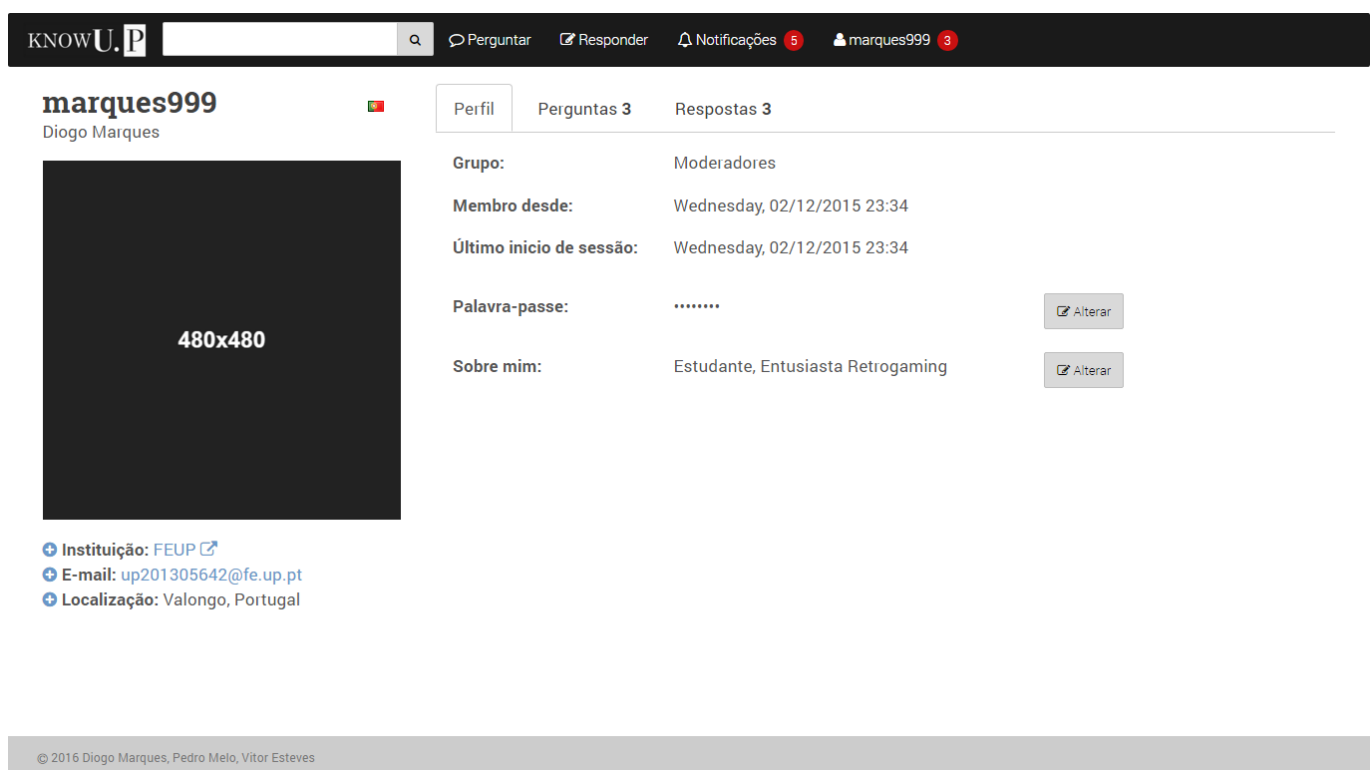 KNOWU.P Perguntar Responder Notificações 5 marques999 3
marques999
Diogo Marques
480x480
Instituição: FEUP
E-mail: up201305642@fe.up.pt
Localização: Valongo, Portugal
Perfil Perguntas 3 Respostas 3
Grupo: Moderadores
Membro desde: Wednesday, 02/12/2015 23:34
Último inicio de sessão: Wednesday, 02/12/2015 23:34
Palavra-passe: •••••••• Alterar
Sobre mim: Estudante, Entusiasta Retrogaming Alterar
© 2016 Diogo Marques, Pedro Melo, Vitor Esteves